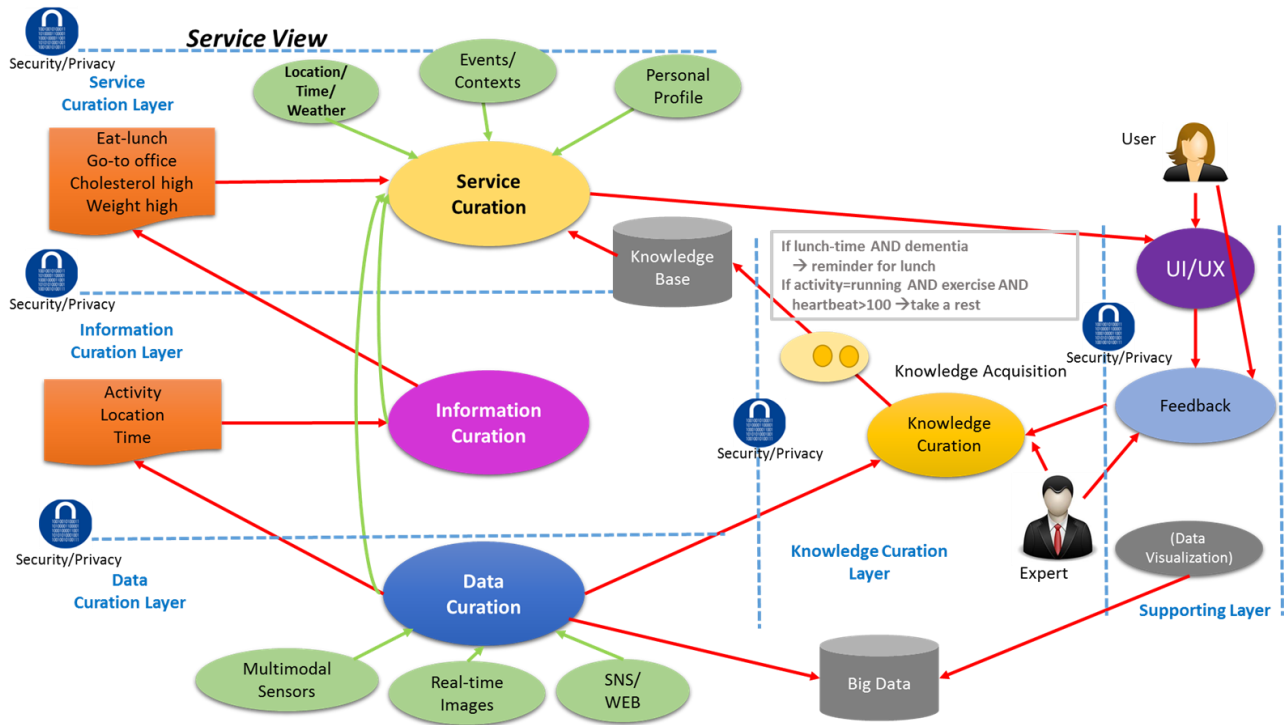 Service View
Security/Privacy
Service
Curation Layer
Location/
Time/
Weather
Events/
Contexts
Personal
Profile
Eat-lunch
Go-to office
Cholesterol high
Weight high
Service
Curation
User
Knowledge
Base
If lunch-time AND dementia
→ reminder for lunch
If activity=running AND exercise AND
heartbeat>100 →take a rest
UI/UX
Security/Privacy
Information
Curation Layer
Security/Privacy
Knowledge Acquisition
Activity
Location
Time
Information
Curation
Knowledge
Curation
Feedback
Security/Privacy
Security/Privacy
Data
Curation Layer
Data
Curation
Knowledge Curation
Layer
Expert
(Data
Visualization)
Supporting Layer
Multimodal
Sensors
Real-time
Images
SNS/
WEB
Big Data